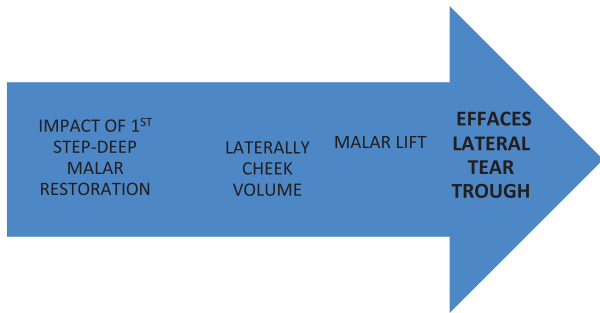 IMPACT OF 1ST
STEP-DEEP
MALAR
RESTORATION
LATERALLY
CHEEK
VOLUME
MALAR LIFT
EFFACES
LATERAL
TEAR
TROUGH